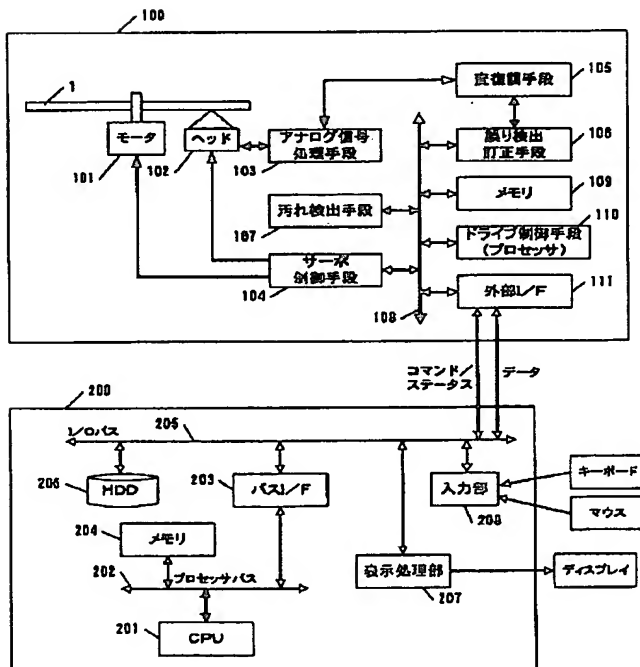 100
1
モータ
101
ヘッド
102
アナログ信号
処理手段
103
変復調手段
105
誤り検出
訂正手段
106
汚れ検出手段
107
メモリ
109
ドライブ制御手段
(プロセッサ)
110
サーボ
制御手段
104
108
外部I/F
111
コマンド/
ステータス
データ
200
I/Oバス
205
HDD
206
バスI/F
203
入力部
208
キーボード
マウス
メモリ
204
プロセッサバス
202
表示処理部
207
ディスプレイ
CPU
201